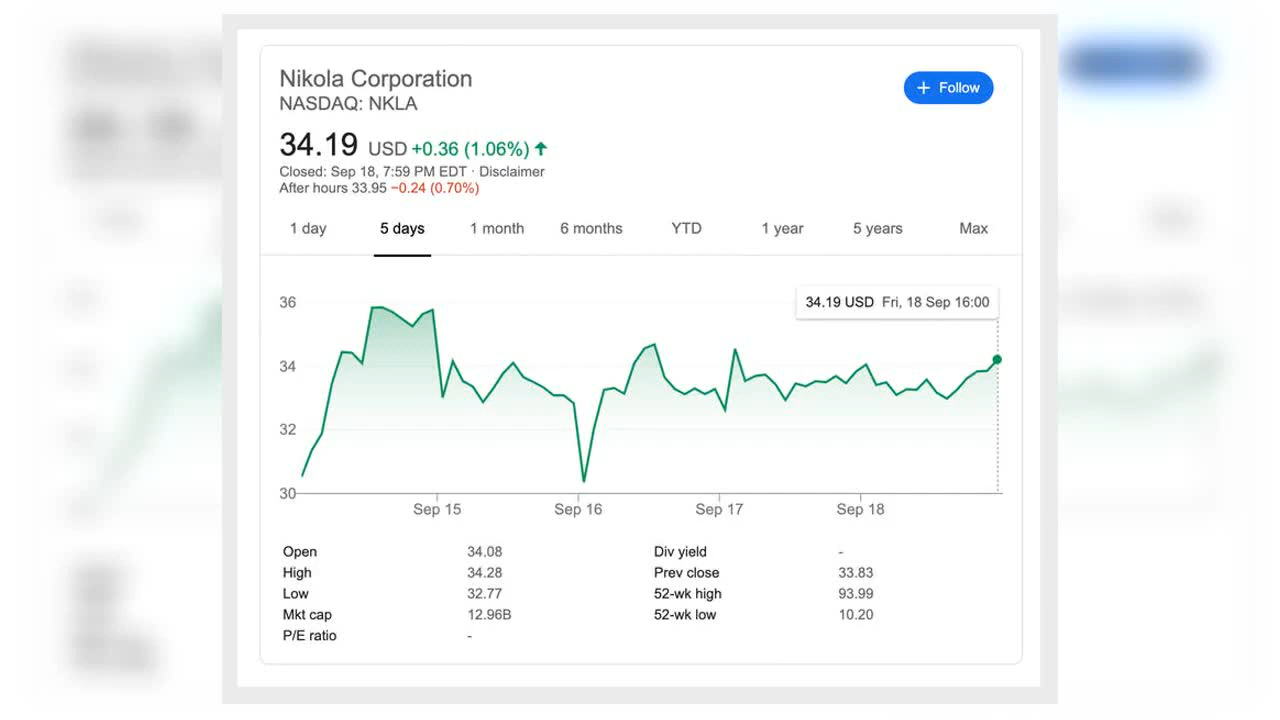 Nikola Corporation
NASDAQ: NKLA
+ Follow
34.19 USD +0.36 (1.06%) ↑
Closed: Sep 18, 7:59 PM EDT · Disclaimer
After hours 33.95 −0.24 (0.70%)
1 day 5 days 1 month 6 months YTD 1 year 5 years Max
34.19 USD Fri, 18 Sep 16:00
36
34
32
30
Sep 15 Sep 16 Sep 17 Sep 18
Open 34.08 Div yield -
High 34.28 Prev close 33.83
Low 32.77 52-wk high 93.99
Mkt cap 12.96B 52-wk low 10.20
P/E ratio -